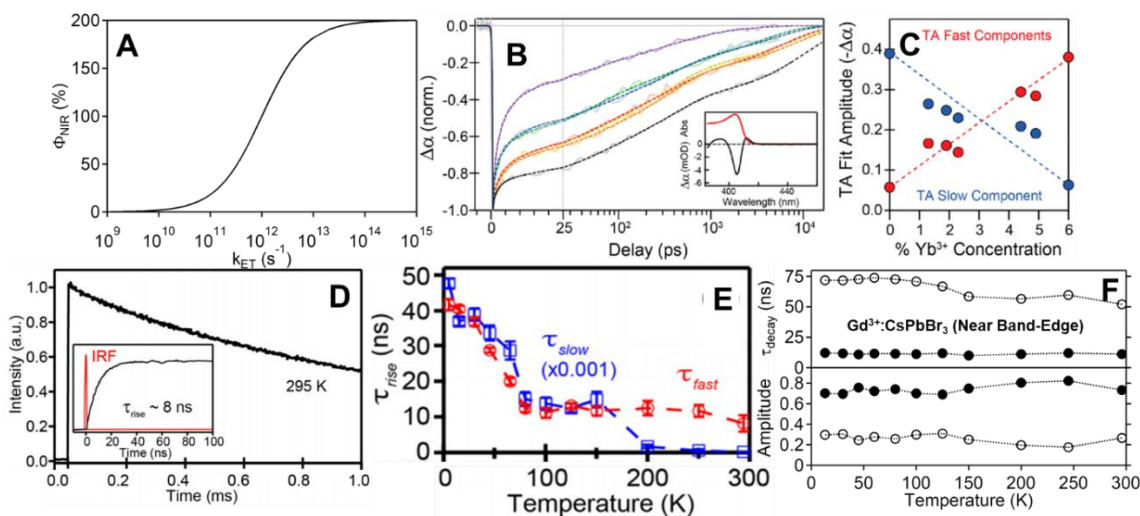 A
Φ_NIR (%)
200
150
100
50
0
10^9 10^10 10^11 10^12 10^13 10^14 10^15
k_ET (s^-1)
B
Δα (norm.)
0.0
-0.2
-0.4
-0.6
-0.8
-1.0
0 25 10^2 10^3 10^4
Delay (ps)
Δα (mOD) Abs
0
-2
-4
-6
400 440
Wavelength (nm)
C
TA Fast Components
TA Slow Component
TA Fit Amplitude (-Δα)
0.4
0.3
0.2
0.1
0.0
0 1 2 3 4 5 6
% Yb³⁺ Concentration
D
Intensity (a.u.)
1.0
0.8
0.6
0.4
0.2
0.0
295 K
IRF
τ_rise ~ 8 ns
0 20 40 60 80 100
Time (ns)
0.0 0.2 0.4 0.6 0.8 1.0
Time (ms)
E
τ_rise (ns)
50
40
30
20
10
0
τ_slow
(x0.001)
τ_fast
0 50 100 150 200 250 300
Temperature (K)
F
τ_decay (ns)
75
50
25
0
Gd³⁺:CsPbBr₃ (Near Band-Edge)
Amplitude
0.8
0.6
0.4
0.2
0
0 50 100 150 200 250 300
Temperature (K)